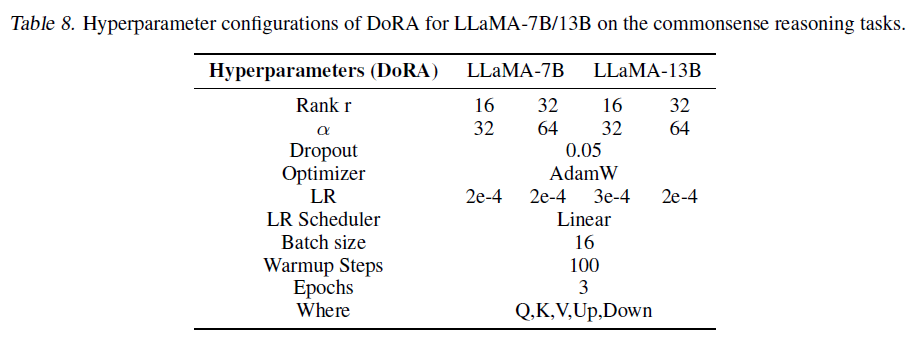 Table 8. Hyperparameter configurations of DoRA for LLaMA-7B/13B on the commonsense reasoning tasks.
Hyperparameters (DoRA) LLaMA-7B LLaMA-13B
Rank r 16 32 16 32
α 32 64 32 64
Dropout 0.05
Optimizer AdamW
LR 2e-4 2e-4 3e-4 2e-4
LR Scheduler Linear
Batch size 16
Warmup Steps 100
Epochs 3
Where Q,K,V,Up,Down